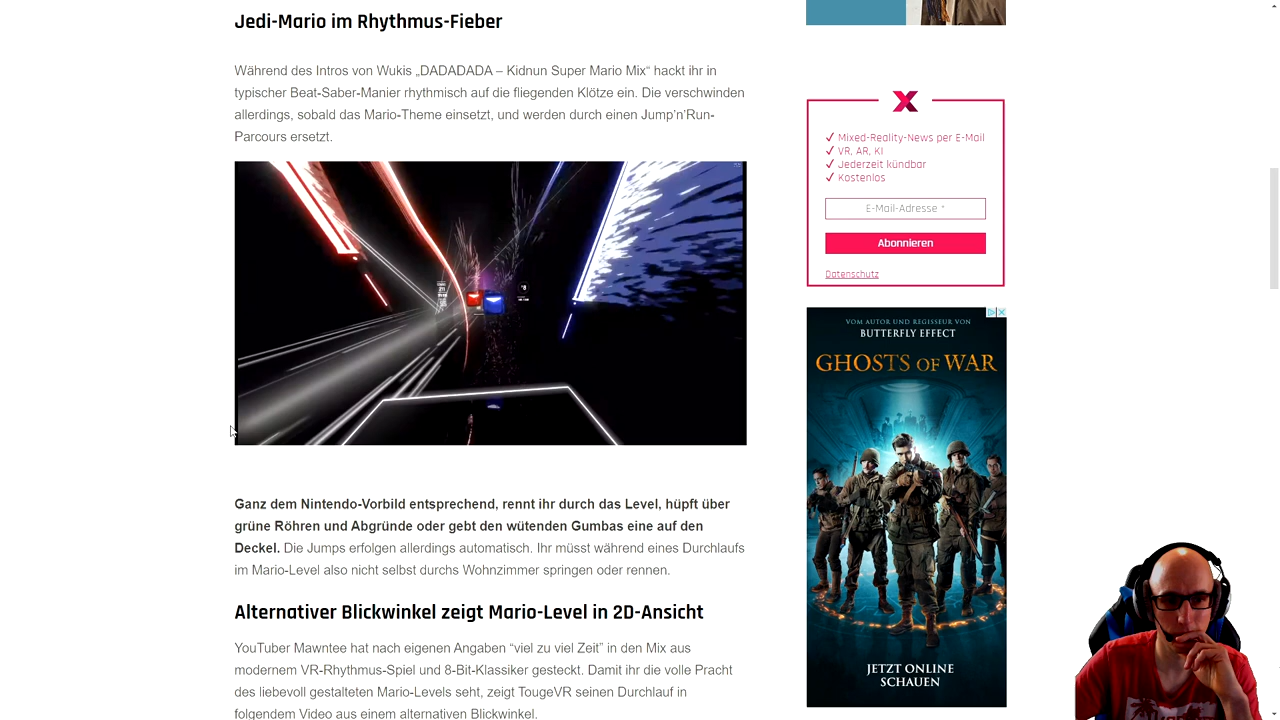 Jedi-Mario im Rhythmus-Fieber
Während des Intros von Wukis „DADADADA – Kidnun Super Mario Mix“ hackt ihr in
typischer Beat-Saber-Manier rhythmisch auf die fliegenden Klötze ein. Die verschwinden
allerdings, sobald das Mario-Theme einsetzt, und werden durch einen Jump’n’Run-
Parcours ersetzt.
Ganz dem Nintendo-Vorbild entsprechend, rennt ihr durch das Level, hüpft über
grüne Röhren und Abgründe oder gebt den wütenden Gumbas eine auf den
Deckel. Die Jumps erfolgen allerdings automatisch. Ihr müsst während eines Durchlaufs
im Mario-Level also nicht selbst durchs Wohnzimmer springen oder rennen.
Alternativer Blickwinkel zeigt Mario-Level in 2D-Ansicht
YouTuber Mawntee hat nach eigenen Angaben “viel zu viel Zeit” in den Mix aus
modernem VR-Rhythmus-Spiel und 8-Bit-Klassiker gesteckt. Damit ihr die volle Pracht
des liebevoll gestalteten Mario-Levels seht, zeigt TougeVR seinen Durchlauf in
folgendem Video aus einem alternativen Blickwinkel.
Mixed-Reality-News per E-Mail
VR, AR, KI
Jederzeit kündbar
Kostenlos
E-Mail-Adresse *
Abonnieren
Datenschutz
VOM AUTOR UND REGISSEUR VON
BUTTERFLY EFFECT
GHOSTS OF WAR
JETZT ONLINE
SCHAUEN